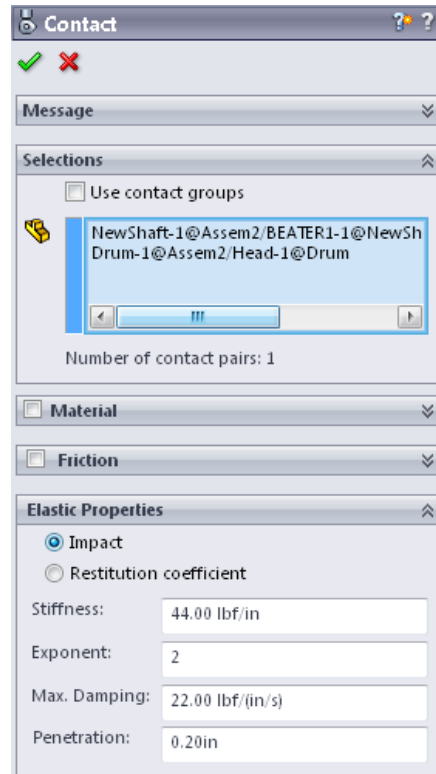 Contact
? ?
Message
Selections
Use contact groups
NewShaft-1@Assem2/BEATER1-1@NewSh
Drum-1@Assem2/Head-1@Drum
Number of contact pairs: 1
Material
Friction
Elastic Properties
Impact
Restitution coefficient
Stiffness: 44.00 lbf/in
Exponent: 2
Max. Damping: 22.00 lbf/(in/s)
Penetration: 0.20in